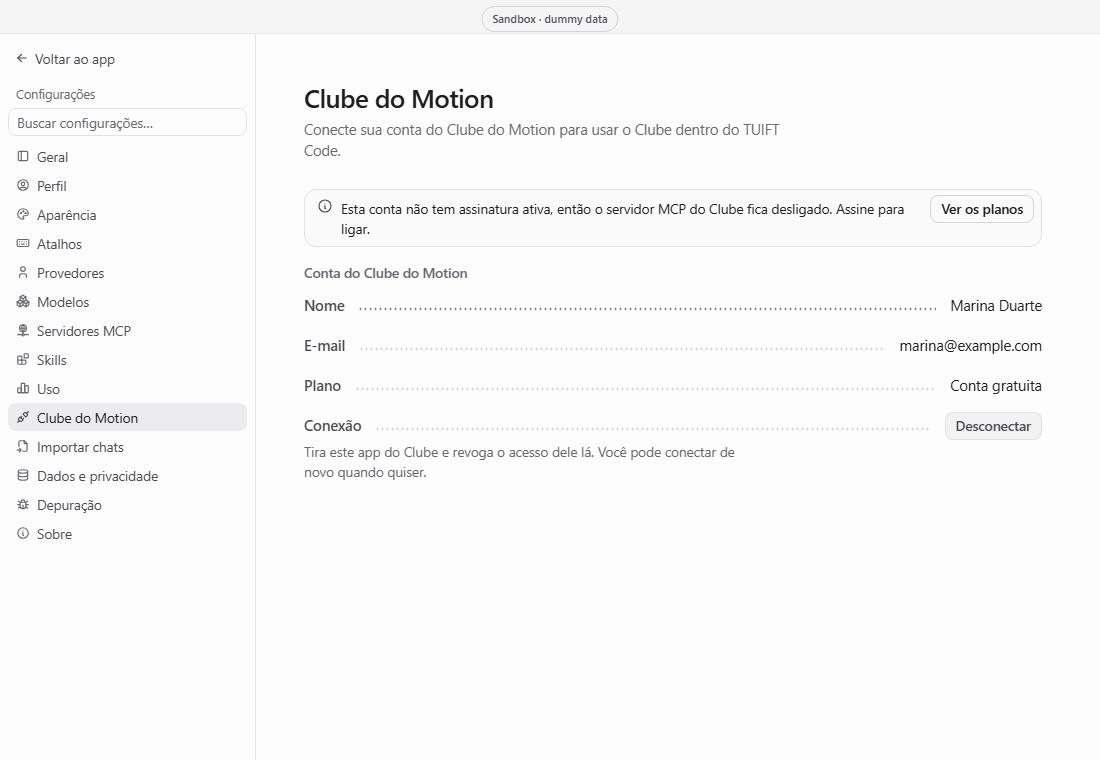 Sandbox · dummy data
Voltar ao app
Configurações
Buscar configurações...
Geral
Perfil
Aparência
Atalhos
Provedores
Modelos
Servidores MCP
Skills
Uso
Clube do Motion
Importar chats
Dados e privacidade
Depuração
Sobre
Clube do Motion
Conecte sua conta do Clube do Motion para usar o Clube dentro do TUIFT
Code.
Esta conta não tem assinatura ativa, então o servidor MCP do Clube fica desligado. Assine para
ligar.
Ver os planos
Conta do Clube do Motion
Nome Marina Duarte
E-mail marina@example.com
Plano Conta gratuita
Conexão Desconectar
Tira este app do Clube e revoga o acesso dele lá. Você pode conectar de
novo quando quiser.